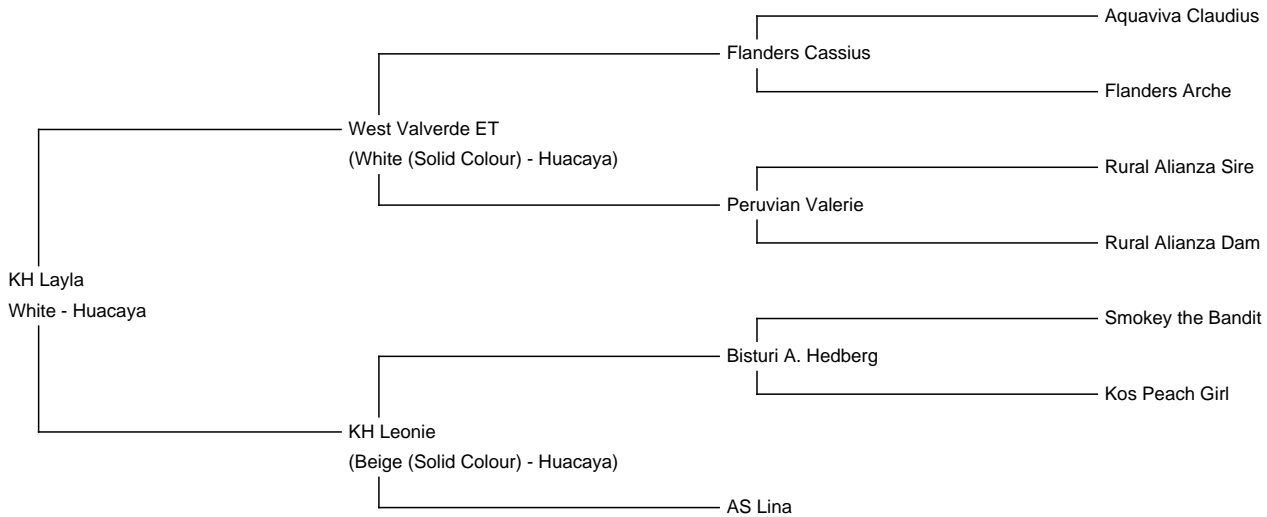 Aquaviva Claudius
Flanders Cassius
Flanders Arche
West Valverde ET
(White (Solid Colour) - Huacaya)
Rural Alianza Sire
Peruvian Valerie
Rural Alianza Dam
KH Layla
White - Huacaya
Smokey the Bandit
Bisturi A. Hedberg
Kos Peach Girl
KH Leonie
(Beige (Solid Colour) - Huacaya)
AS Lina